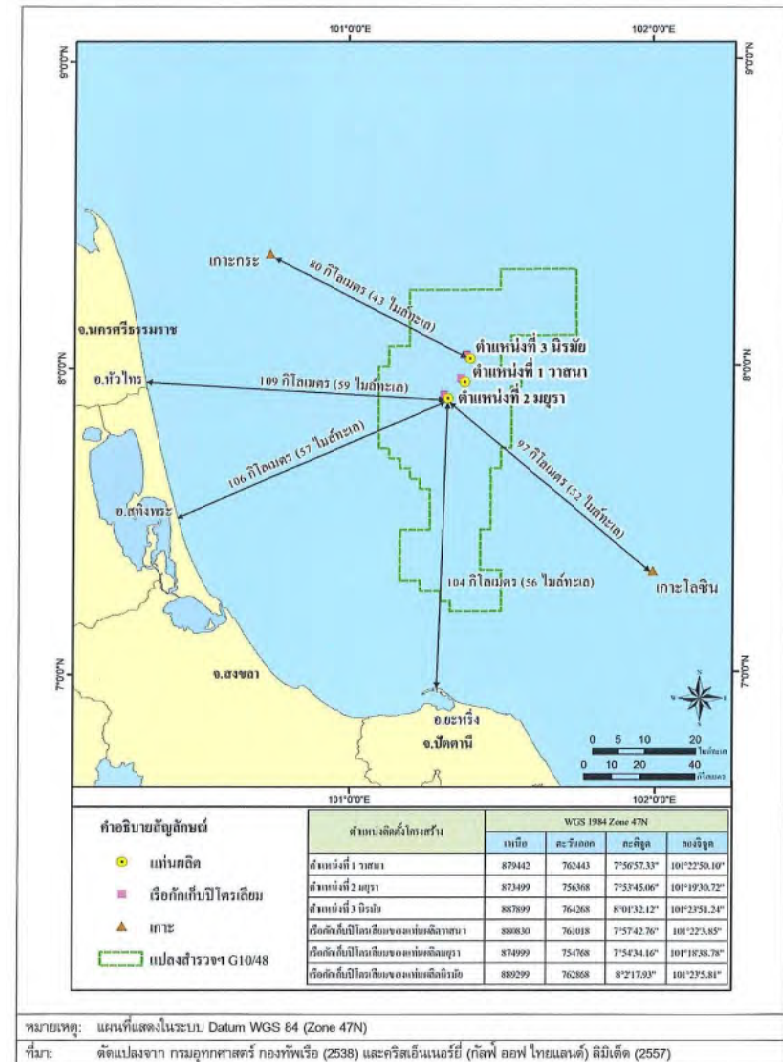 101°0'0"E
102°0'0"E
9°0'0"N
9°0'0"N
เกาะกระ
80 กิโลเมตร (43 ไมล์ทะเล)
จ.นครศรีธรรมราช
ตำแหน่งที่ 3 นิรมัย
8°0'0"N
8°0'0"N
อ.หัวไทร
ตำแหน่งที่ 1 วาสนา
109 กิโลเมตร (59 ไมล์ทะเล)
ตำแหน่งที่ 2 มยุรา
106 กิโลเมตร (57 ไมล์ทะเล)
97 กิโลเมตร (52 ไมล์ทะเล)
อ.สทิงพระ
104 กิโลเมตร (56 ไมล์ทะเล)
เกาะโลซิน
จ.สงขลา
7°0'0"N
7°0'0"N
N
W
E
S
อ.ยะหริ่ง
จ.ปัตตานี
0 5 10 20
ไมล์ทะเล
0 10 20 40
กิโลเมตร
101°0'0"E
102°0'0"E
คำอธิบายสัญลักษณ์
แท่นผลิต
เรือกักเก็บปิโตรเลียม
เกาะ
แปลงสำรวจฯ G10/48
ตำแหน่งติดตั้งโครงสร้าง WGS 1984 Zone 47N
เหนือ ตะวันออก ละติจูด ลองจิจูด
ตำแหน่งที่ 1 วาสนา 879442 762443 7°56'57.33" 101°22'50.10"
ตำแหน่งที่ 2 มยุรา 873499 756368 7°53'45.06" 101°19'30.72"
ตำแหน่งที่ 3 นิรมัย 887899 764268 8°01'32.12" 101°23'51.24"
เรือกักเก็บปิโตรเลียมของแท่นผลิตวาสนา 880830 761018 7°57'42.76" 101°22'3.85"
เรือกักเก็บปิโตรเลียมของแท่นผลิตมยุรา 874999 754768 7°54'34.16" 101°18'38.78"
เรือกักเก็บปิโตรเลียมของแท่นผลิตนิรมัย 889299 762868 8°2'17.93" 101°23'5.81"
หมายเหตุ: แผนที่แสดงในระบบ Datum WGS 84 (Zone 47N)
ที่มา: ดัดแปลงจาก กรมอุทกศาสตร์ กองทัพเรือ (2538) และคริสเอ็นเนอร์ยี่ (กัลฟ์ ออฟ ไทยแลนด์) ลิมิเต็ด (2557)